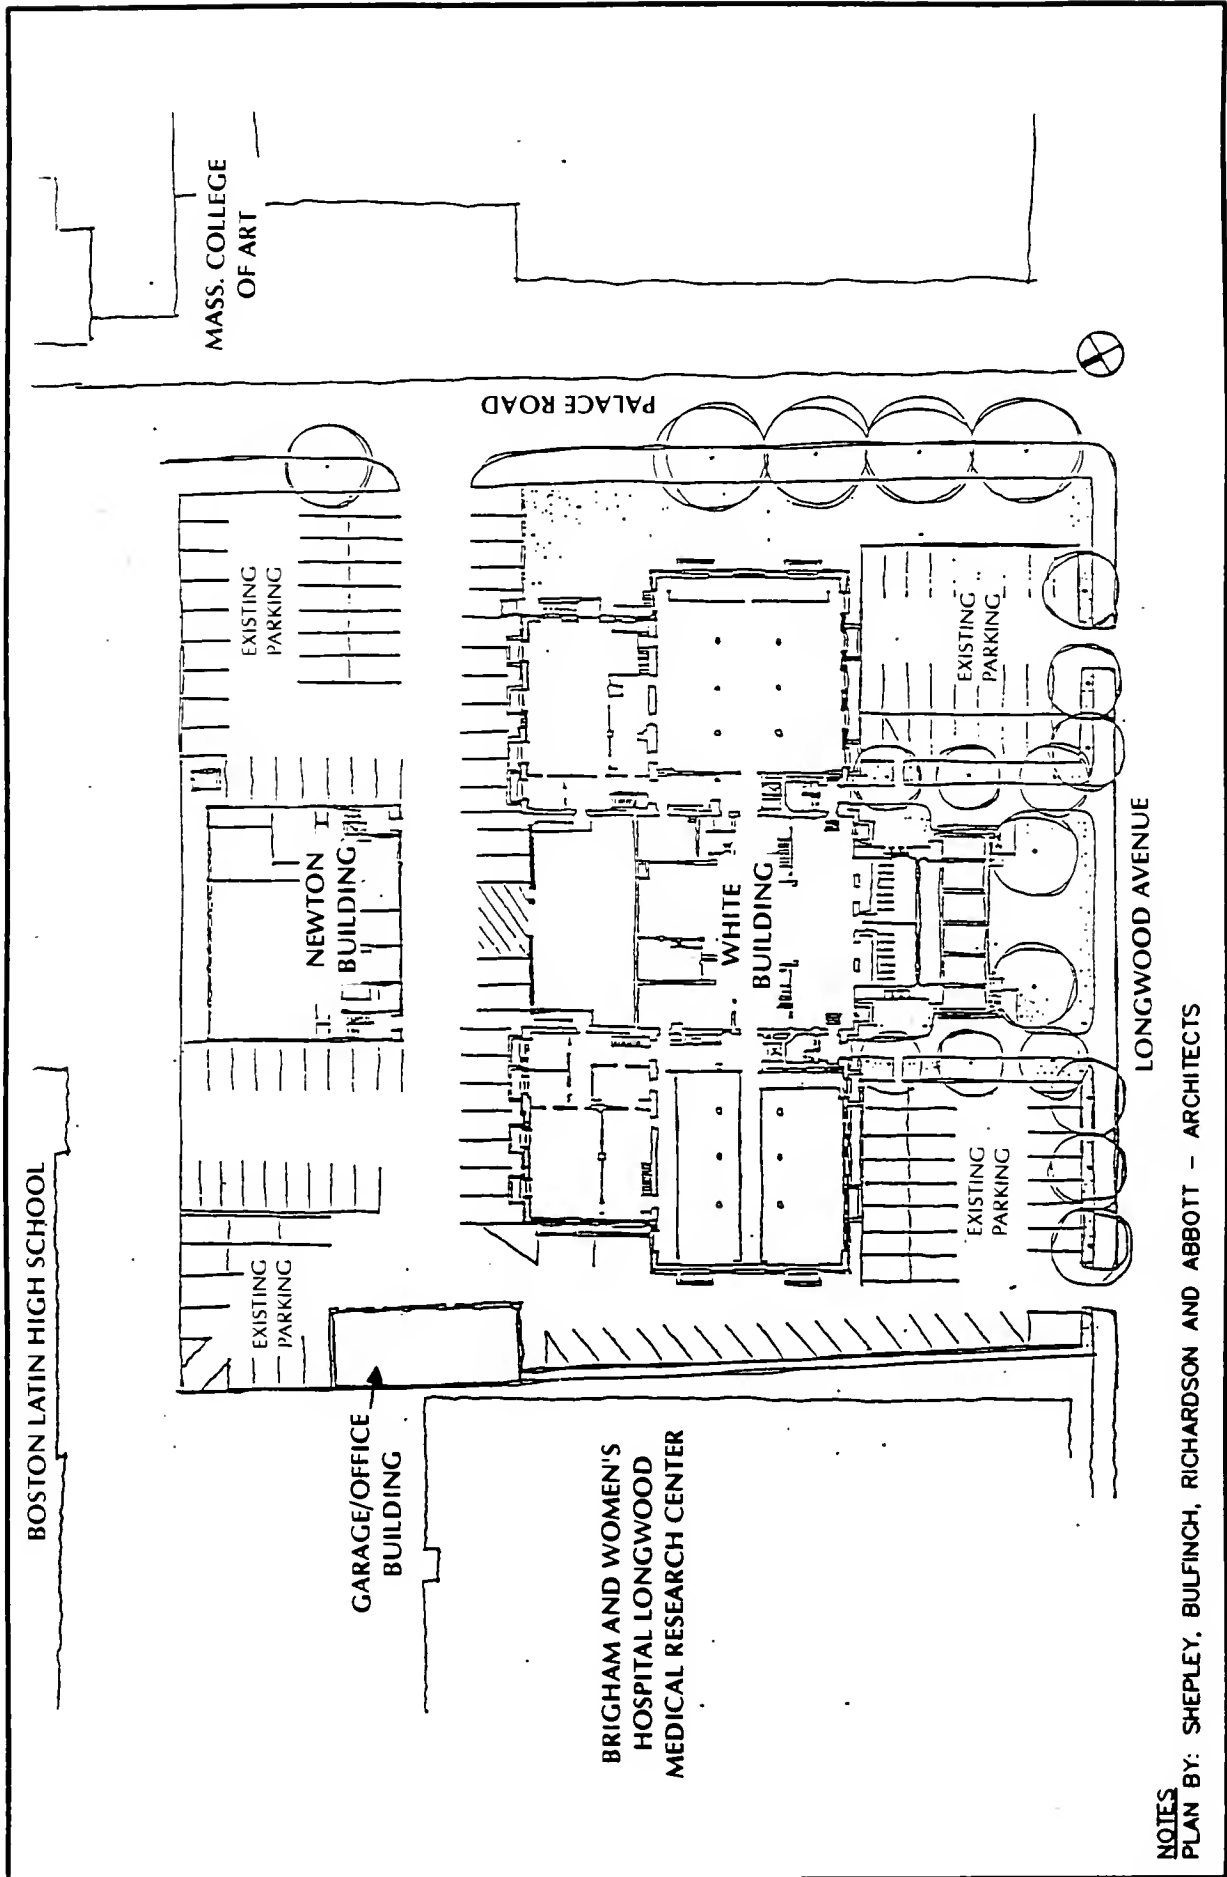 BOSTON LATIN HIGH SCHOOL
MASS. COLLEGE
OF ART
PALACE ROAD
EXISTING
PARKING
NEWTON
BUILDING
EXISTING
PARKING
GARAGE/OFFICE
BUILDING
WHITE
BUILDING
EXISTING
PARKING
EXISTING
PARKING
BRIGHAM AND WOMEN'S
HOSPITAL LONGWOOD
MEDICAL RESEARCH CENTER
LONGWOOD AVENUE
NOTES
PLAN BY: SHEPLEY, BULFINCH, RICHARDSON AND ABBOTT - ARCHITECTS